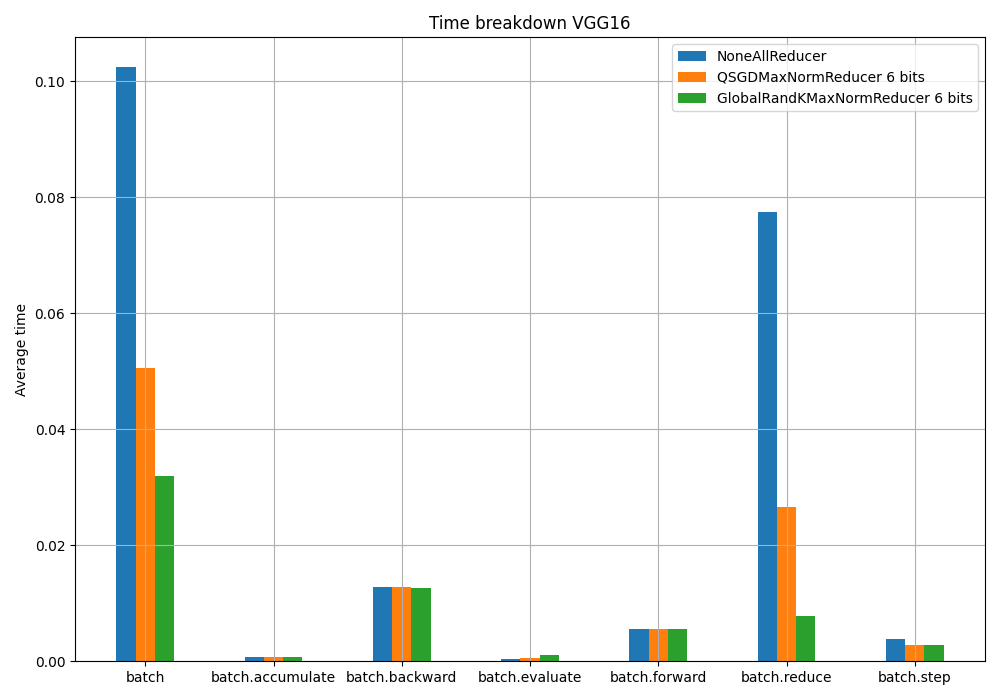 Time breakdown VGG16
NoneAllReducer
QSGDMaxNormReducer 6 bits
GlobalRandKMaxNormReducer 6 bits
Average time
0.10
0.08
0.06
0.04
0.02
0.00
batch
batch.accumulate
batch.backward
batch.evaluate
batch.forward
batch.reduce
batch.step